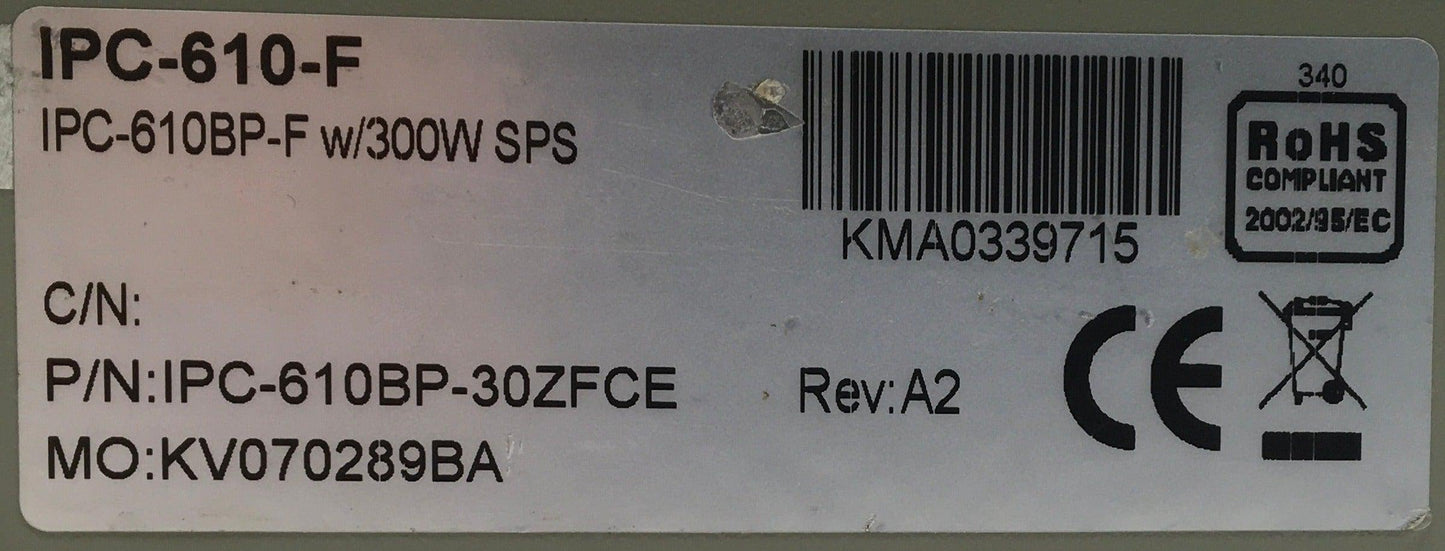 IPC-610-F
IPC-610BP-F w/300W SPS
KMA0339715
340
RoHS
COMPLIANT
2002/95/EC
C/N:
P/N:IPC-610BP-30ZFCE
Rev:A2
CE
MO:KV070289BA